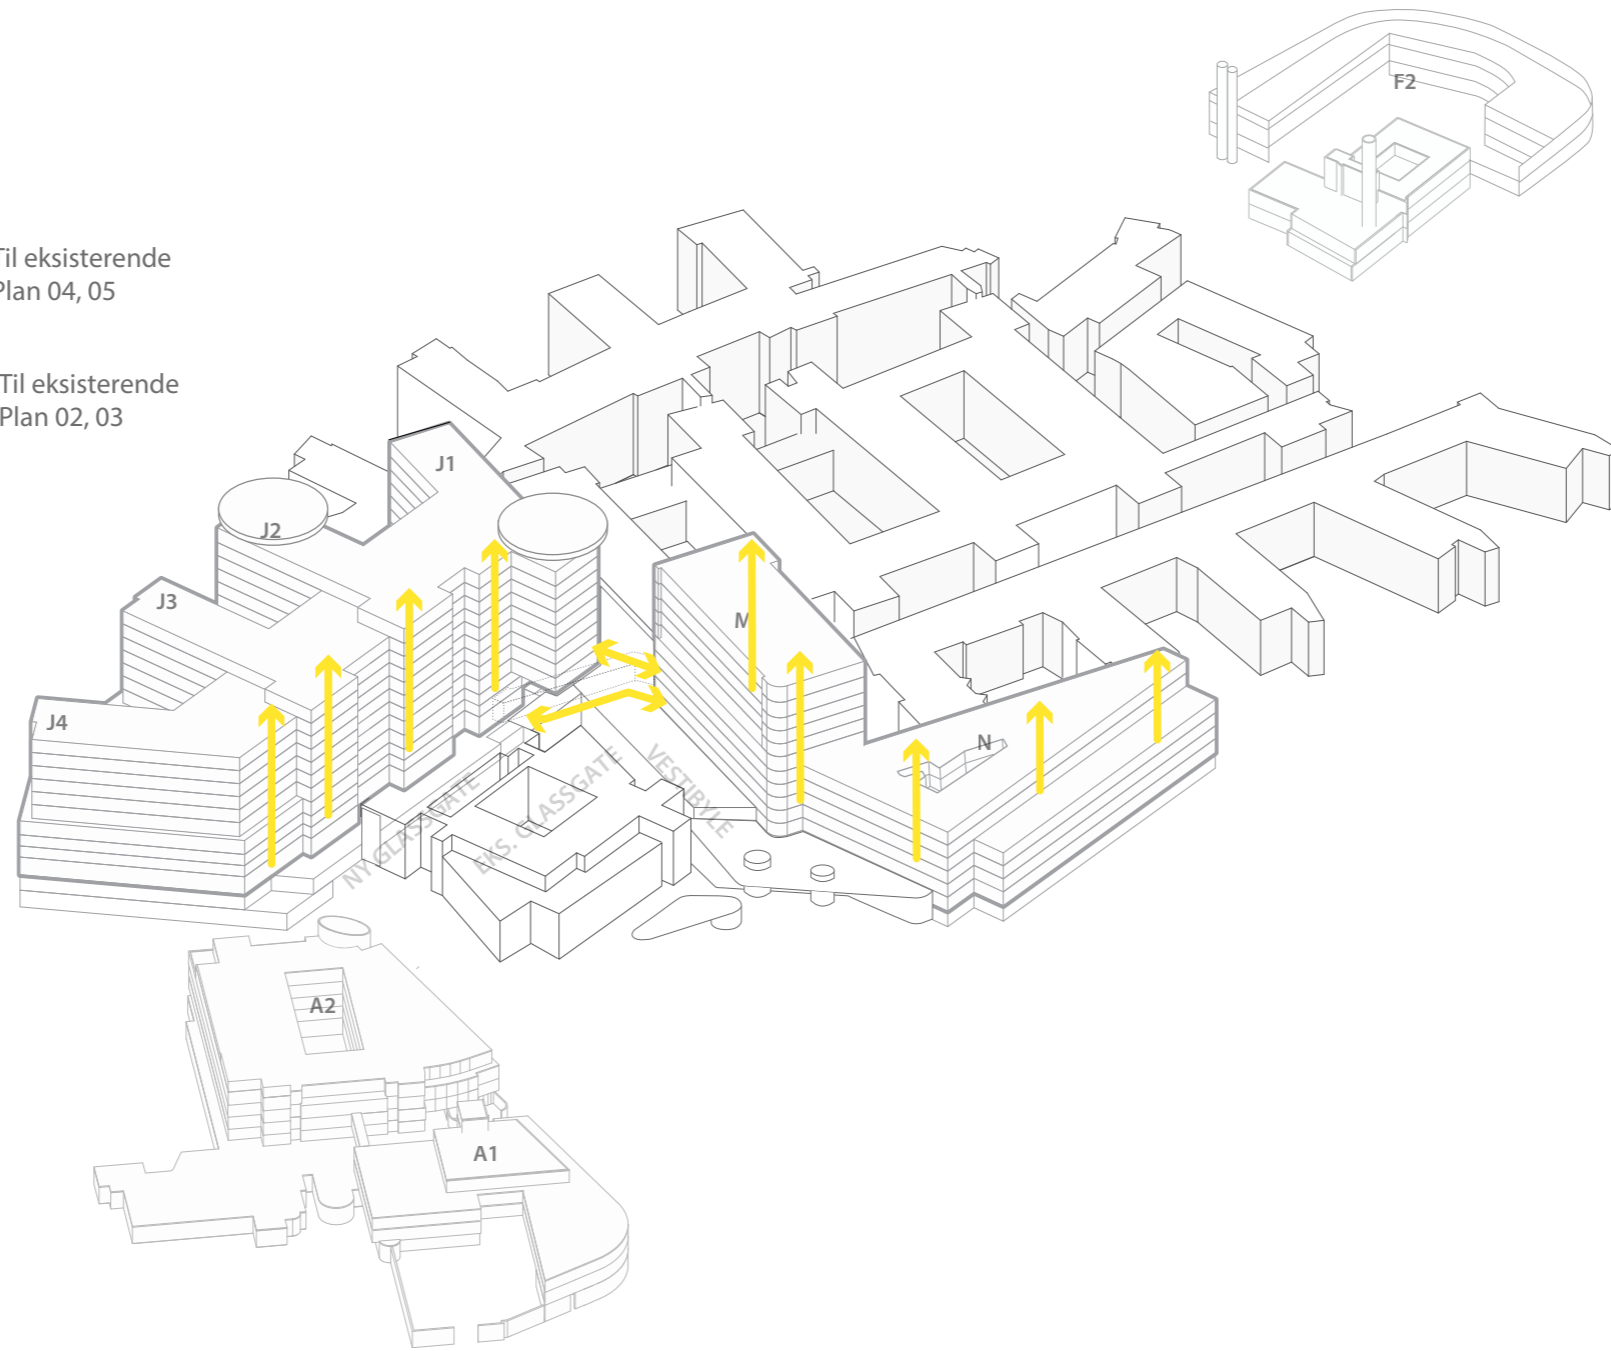 F2
Til eksisterende
Plan 04, 05
Til eksisterende
Plan 02, 03
J1
J2
J3
M
J4
N
NY GLASSGATE
EKS. GLASSGATE
VESTIBYLE
A2
A1